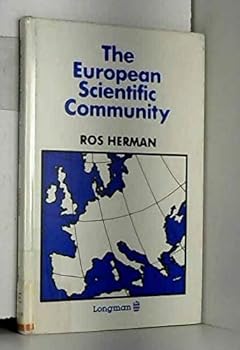 The
European
Scientific
Community
ROS HERMAN
Longman